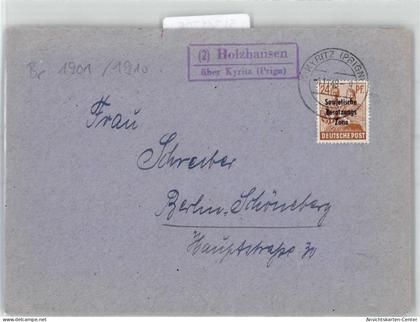 Br 1901/1910
(2) Holzhausen
über Kyritz (Prign)
KYRITZ (PRIGN)
24 PF
Sowjetische
Besatzungs
Zone
DEUTSCHE POST
Frau
Schreiber
Berlin-Schöneberg
Hauptstrasse 30
Ansichtskarten-Center